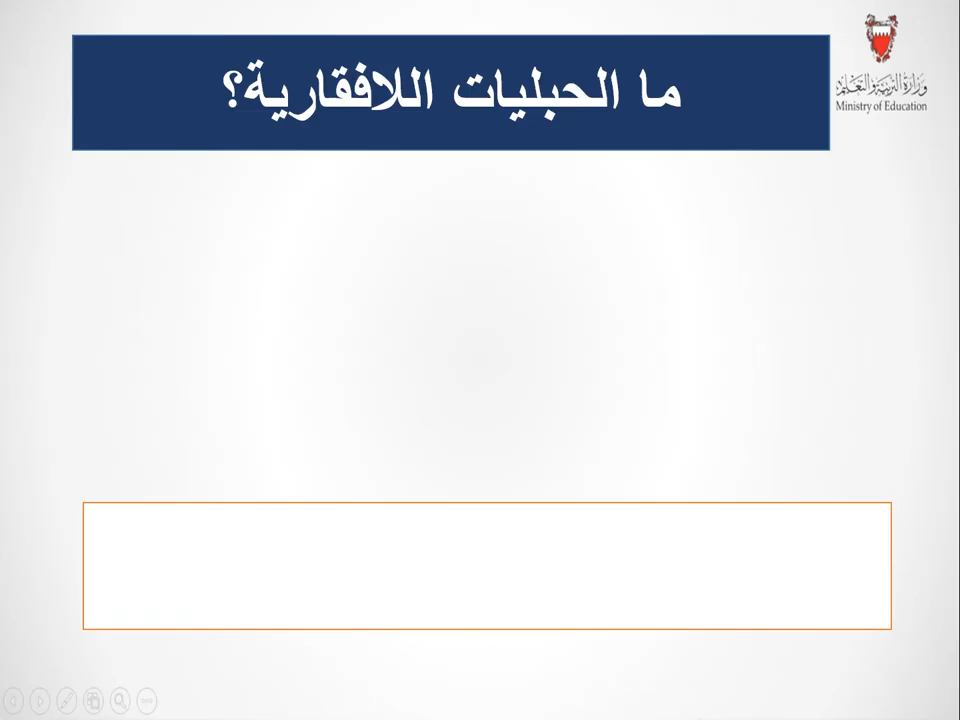 ما الحبليات اللافقارية؟
وزارة التربية والتعليم
Ministry of Education